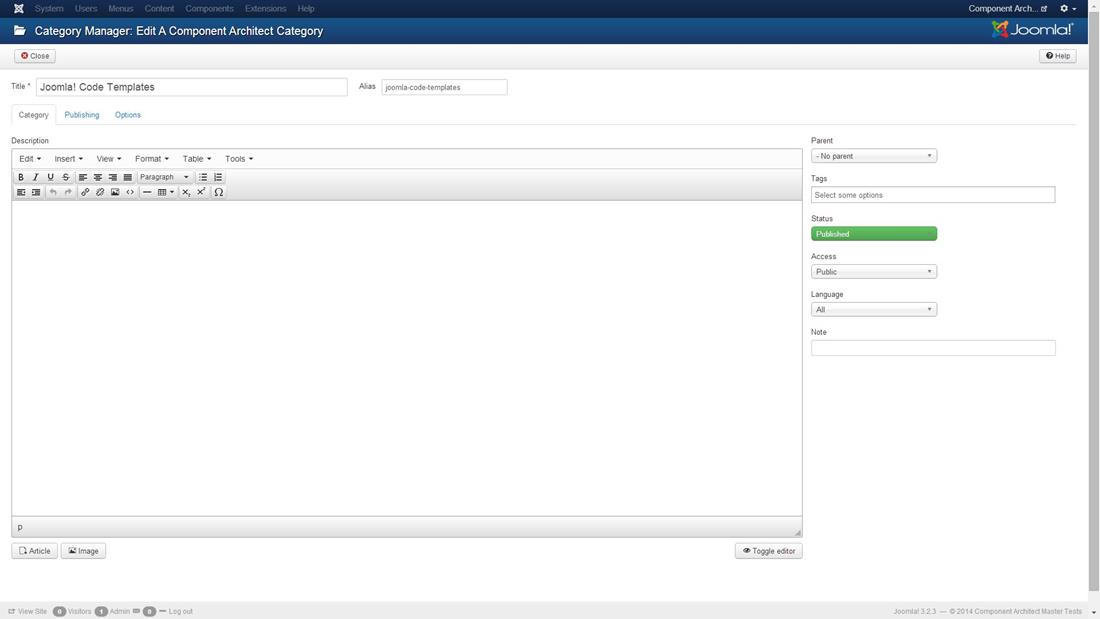 System Users Menus Content Components Extensions Help Component Arch...
Category Manager: Edit A Component Architect Category Joomla!®
Close Help
Title * Joomla! Code Templates Alias joomla-code-templates
Category Publishing Options
Description
Edit Insert View Format Table Tools
B I U S Paragraph
Ω
p
Article Image Toggle editor
Parent
- No parent
Tags
Select some options
Status
Published
Access
Public
Language
All
Note
View Site 0 Visitors 1 Admin 0 Log out Joomla! 3.2.3 — © 2014 Component Architect Master Tests